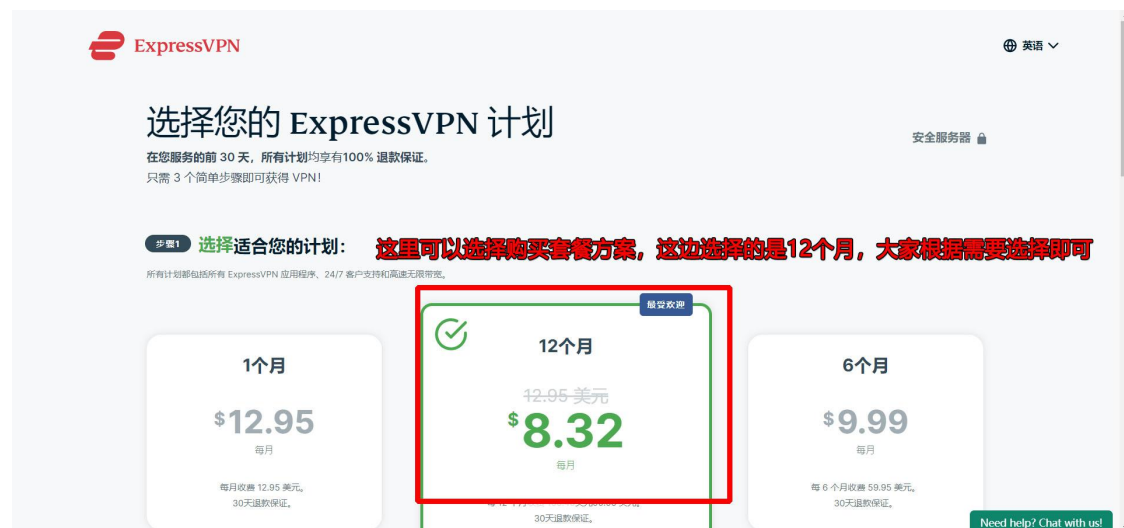 ExpressVPN
英语
选择您的 ExpressVPN 计划
安全服务器
在您服务的前 30 天，所有计划均享有100% 退款保证。
只需 3 个简单步骤即可获得 VPN！
步骤1 选择适合您的计划：
这里可以选择购买套餐方案，这边选择的是12个月，大家根据需要选择即可
所有计划都包括所有 ExpressVPN 应用程序、24/7 客户支持和高速无限带宽。
最受欢迎
1个月
$12.95
每月
每月收费 12.95 美元。
30天退款保证。
12个月
12.95 美元
$8.32
每月
30天退款保证。
6个月
$9.99
每月
每 6 个月收费 59.95 美元。
30天退款保证。
Need help? Chat with us!